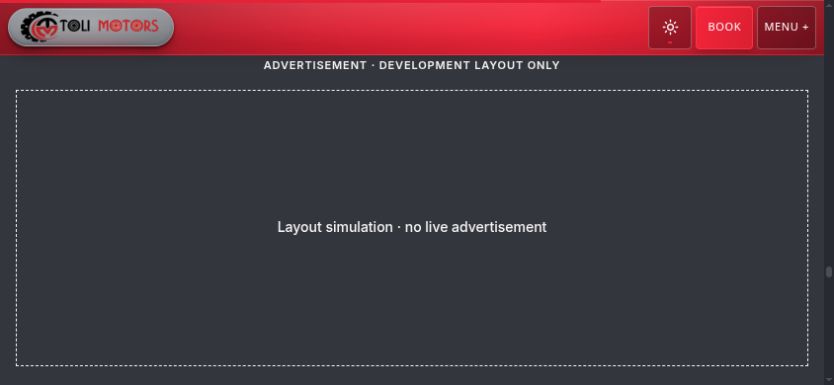 TOLI MOTORS
BOOK
MENU +
ADVERTISEMENT · DEVELOPMENT LAYOUT ONLY
Layout simulation · no live advertisement